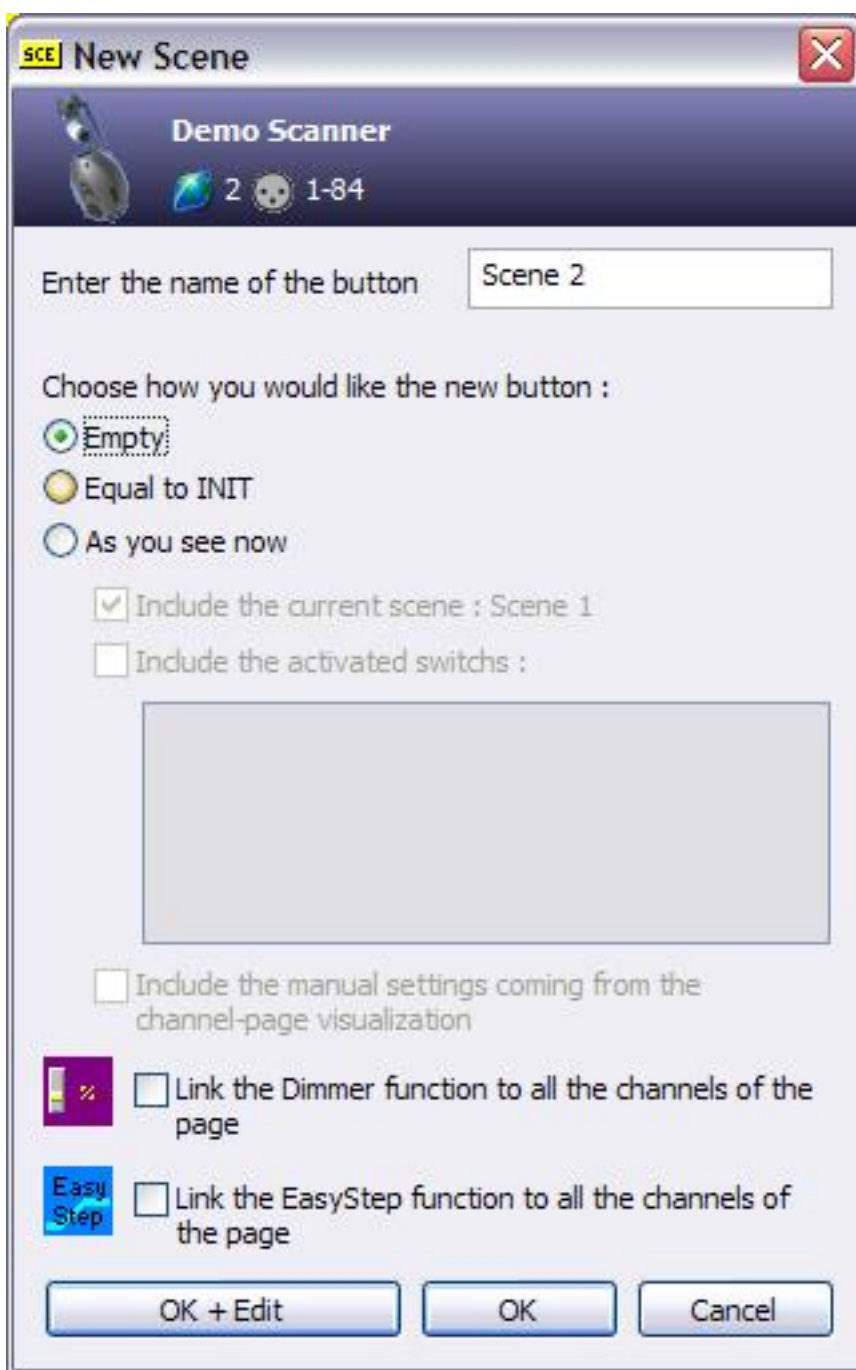 SCE New Scene
Demo Scanner
2 1-84
Enter the name of the button Scene 2
Choose how you would like the new button :
Empty
Equal to INIT
As you see now
Include the current scene : Scene 1
Include the activated switchs :
Include the manual settings coming from the
channel-page visualization
%
Link the Dimmer function to all the channels of the
page
Easy
Step
Link the EasyStep function to all the channels of
the page
OK + Edit OK Cancel